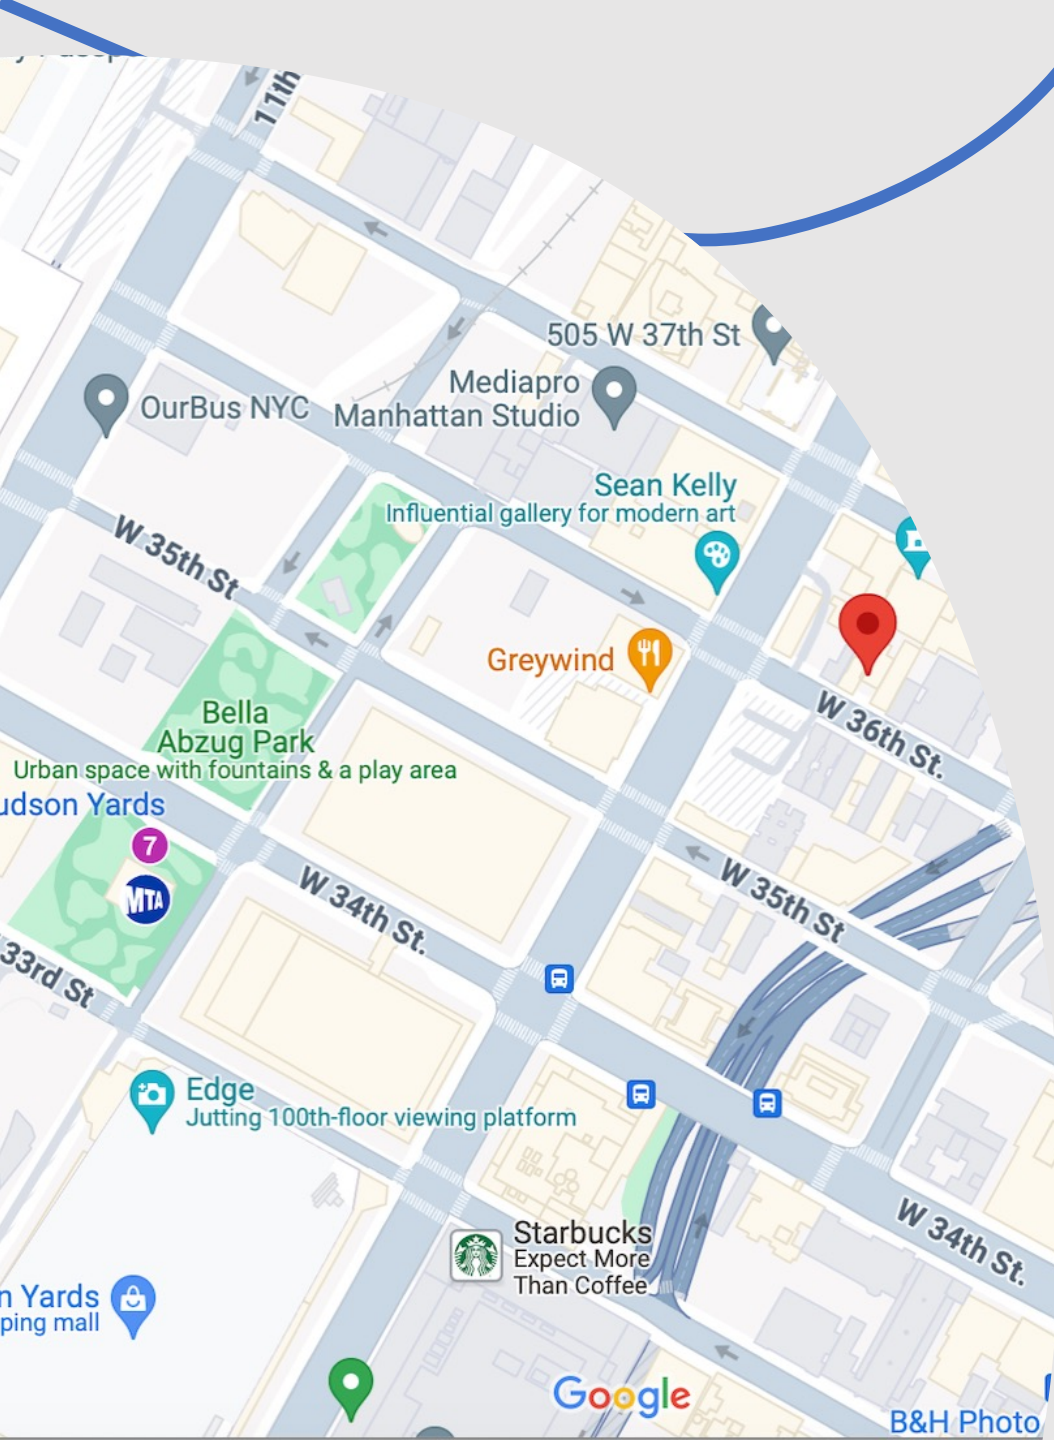 11th
505 W 37th St
Mediapro
Manhattan Studio
OurBus NYC
Sean Kelly
Influential gallery for modern art
W 35th St
Greywind
W 36th St.
Bella
Abzug Park
Urban space with fountains & a play area
udson Yards
7
MTA
W 35th St
W 34th St.
33rd St
Edge
Jutting 100th-floor viewing platform
W 34th St.
Starbucks
Expect More
Than Coffee
n Yards
ping mall
Google
B&H Photo